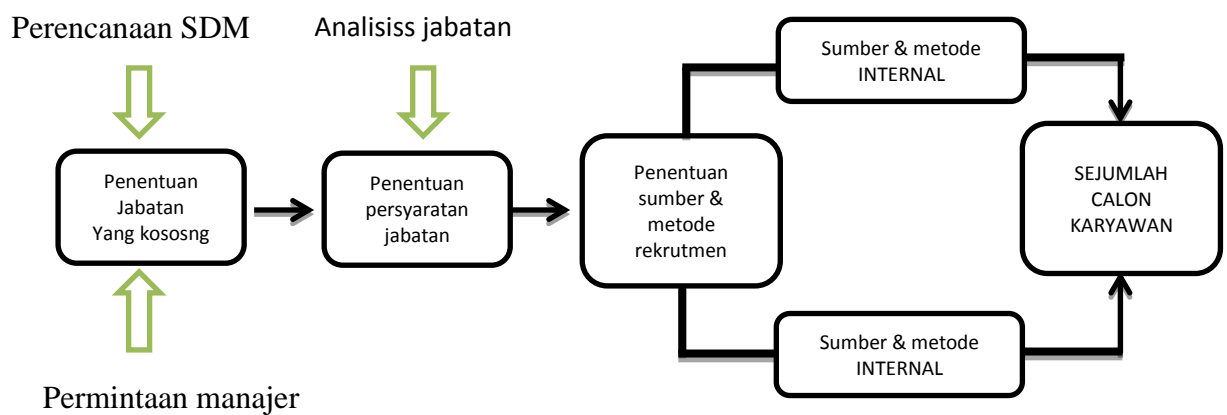 Perencanaan SDM
Analisiss jabatan
Penentuan
Jabatan
Yang kososng
Permintaan manajer
Penentuan
persyaratan
jabatan
Penentuan
sumber &
metode
rekrutmen
Sumber & metode
INTERNAL
Sumber & metode
INTERNAL
SEJUMLAH
CALON
KARYAWAN